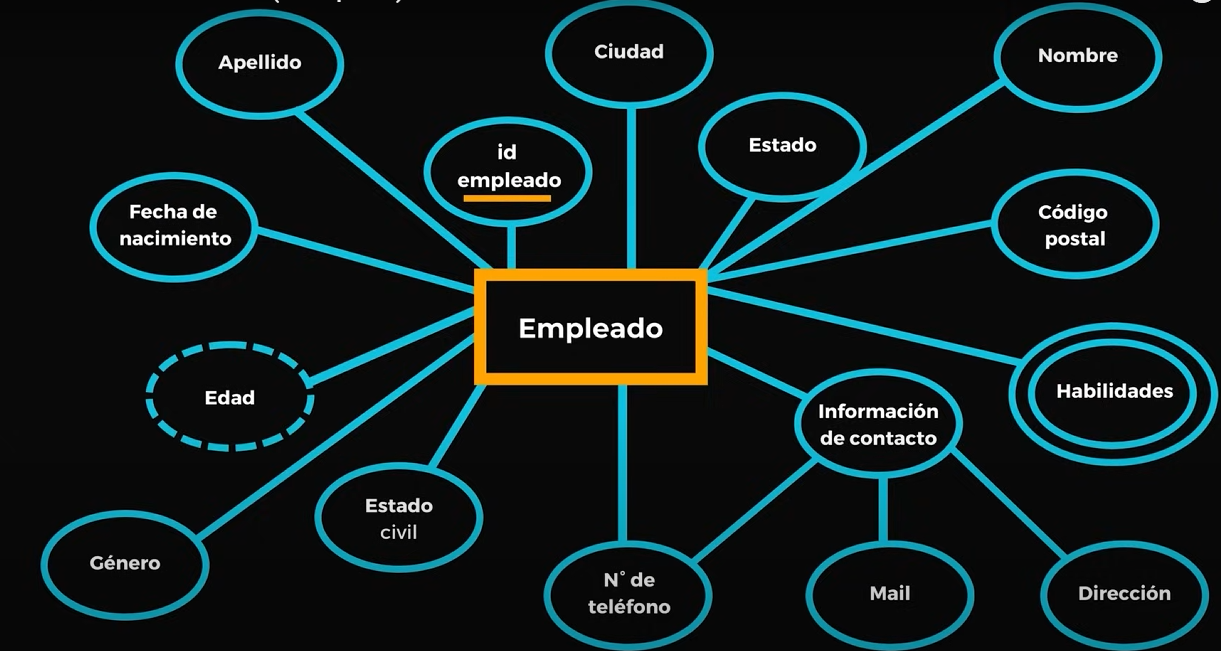 Apellido
Ciudad
Nombre
id
empleado
Estado
Fecha de
nacimiento
Código
postal
Empleado
Edad
Habilidades
Información
de contacto
Estado
civil
Género
N° de
teléfono
Mail
Dirección